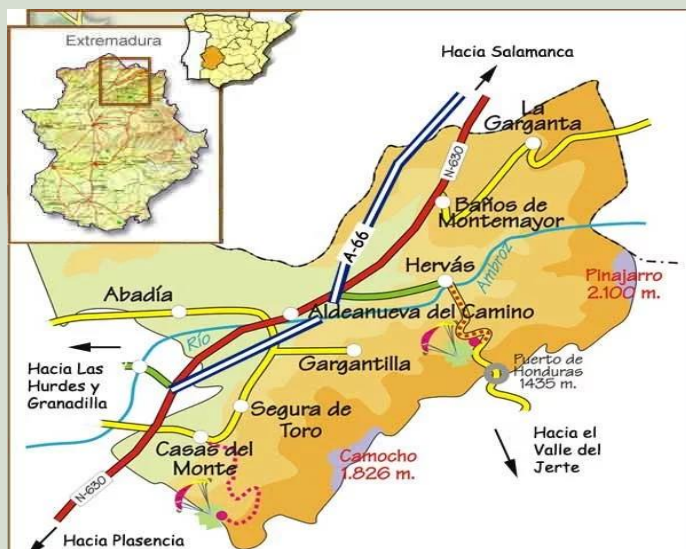 Extremadura
Hacia Salamanca
La
Garganta
N-630
Baños de
Montemayor
A-66
Hervás
Ambroz
Pinajarro
2.100 m.
Abadía
Aldeanueva del Camino
Río
Hacia Las
Hurdes y
Granadilla
Gargantilla
Puerto de
Honduras
1435 m.
Segura de
Toro
Casas del
Monte
Camocho
1.826 m.
Hacia el
Valle del
Jerte
N-630
Hacia Plasencia